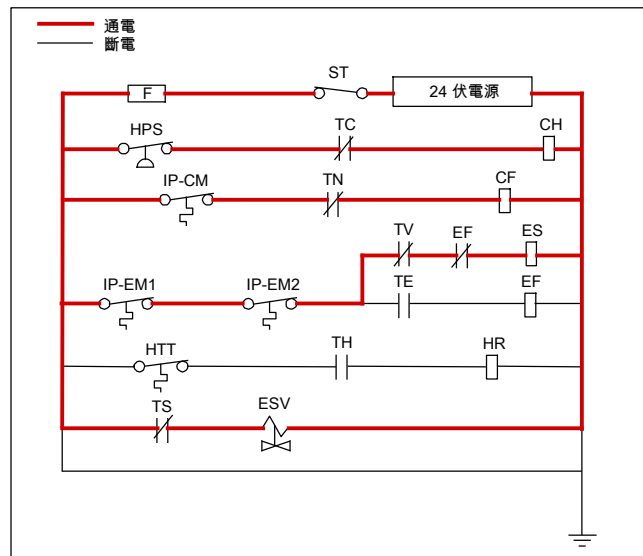 通電
斷電
F
ST
24 伏電源
HPS
TC
CH
IP-CM
TN
CF
TV
EF
ES
IP-EM1
IP-EM2
TE
EF
HTT
TH
HR
TS
ESV